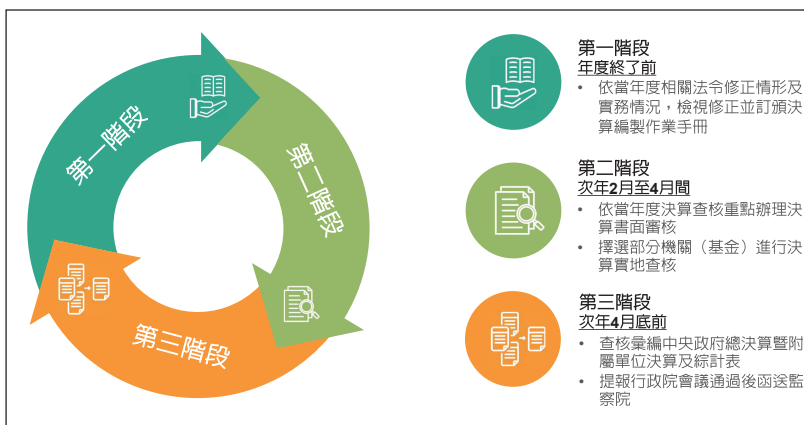 第一階段
第二階段
第三階段
第一階段
年度終了前
• 依當年度相關法令修正情形及
實務情況，檢視修正並訂頒決
算編製作業手冊
第二階段
次年2月至4月間
• 依當年度決算查核重點辦理決
算書面審核
• 擇選部分機關（基金）進行決
算實地查核
第三階段
次年4月底前
• 查核彙編中央政府總決算暨附
屬單位決算及綜計表
• 提報行政院會議通過後函送監
察院